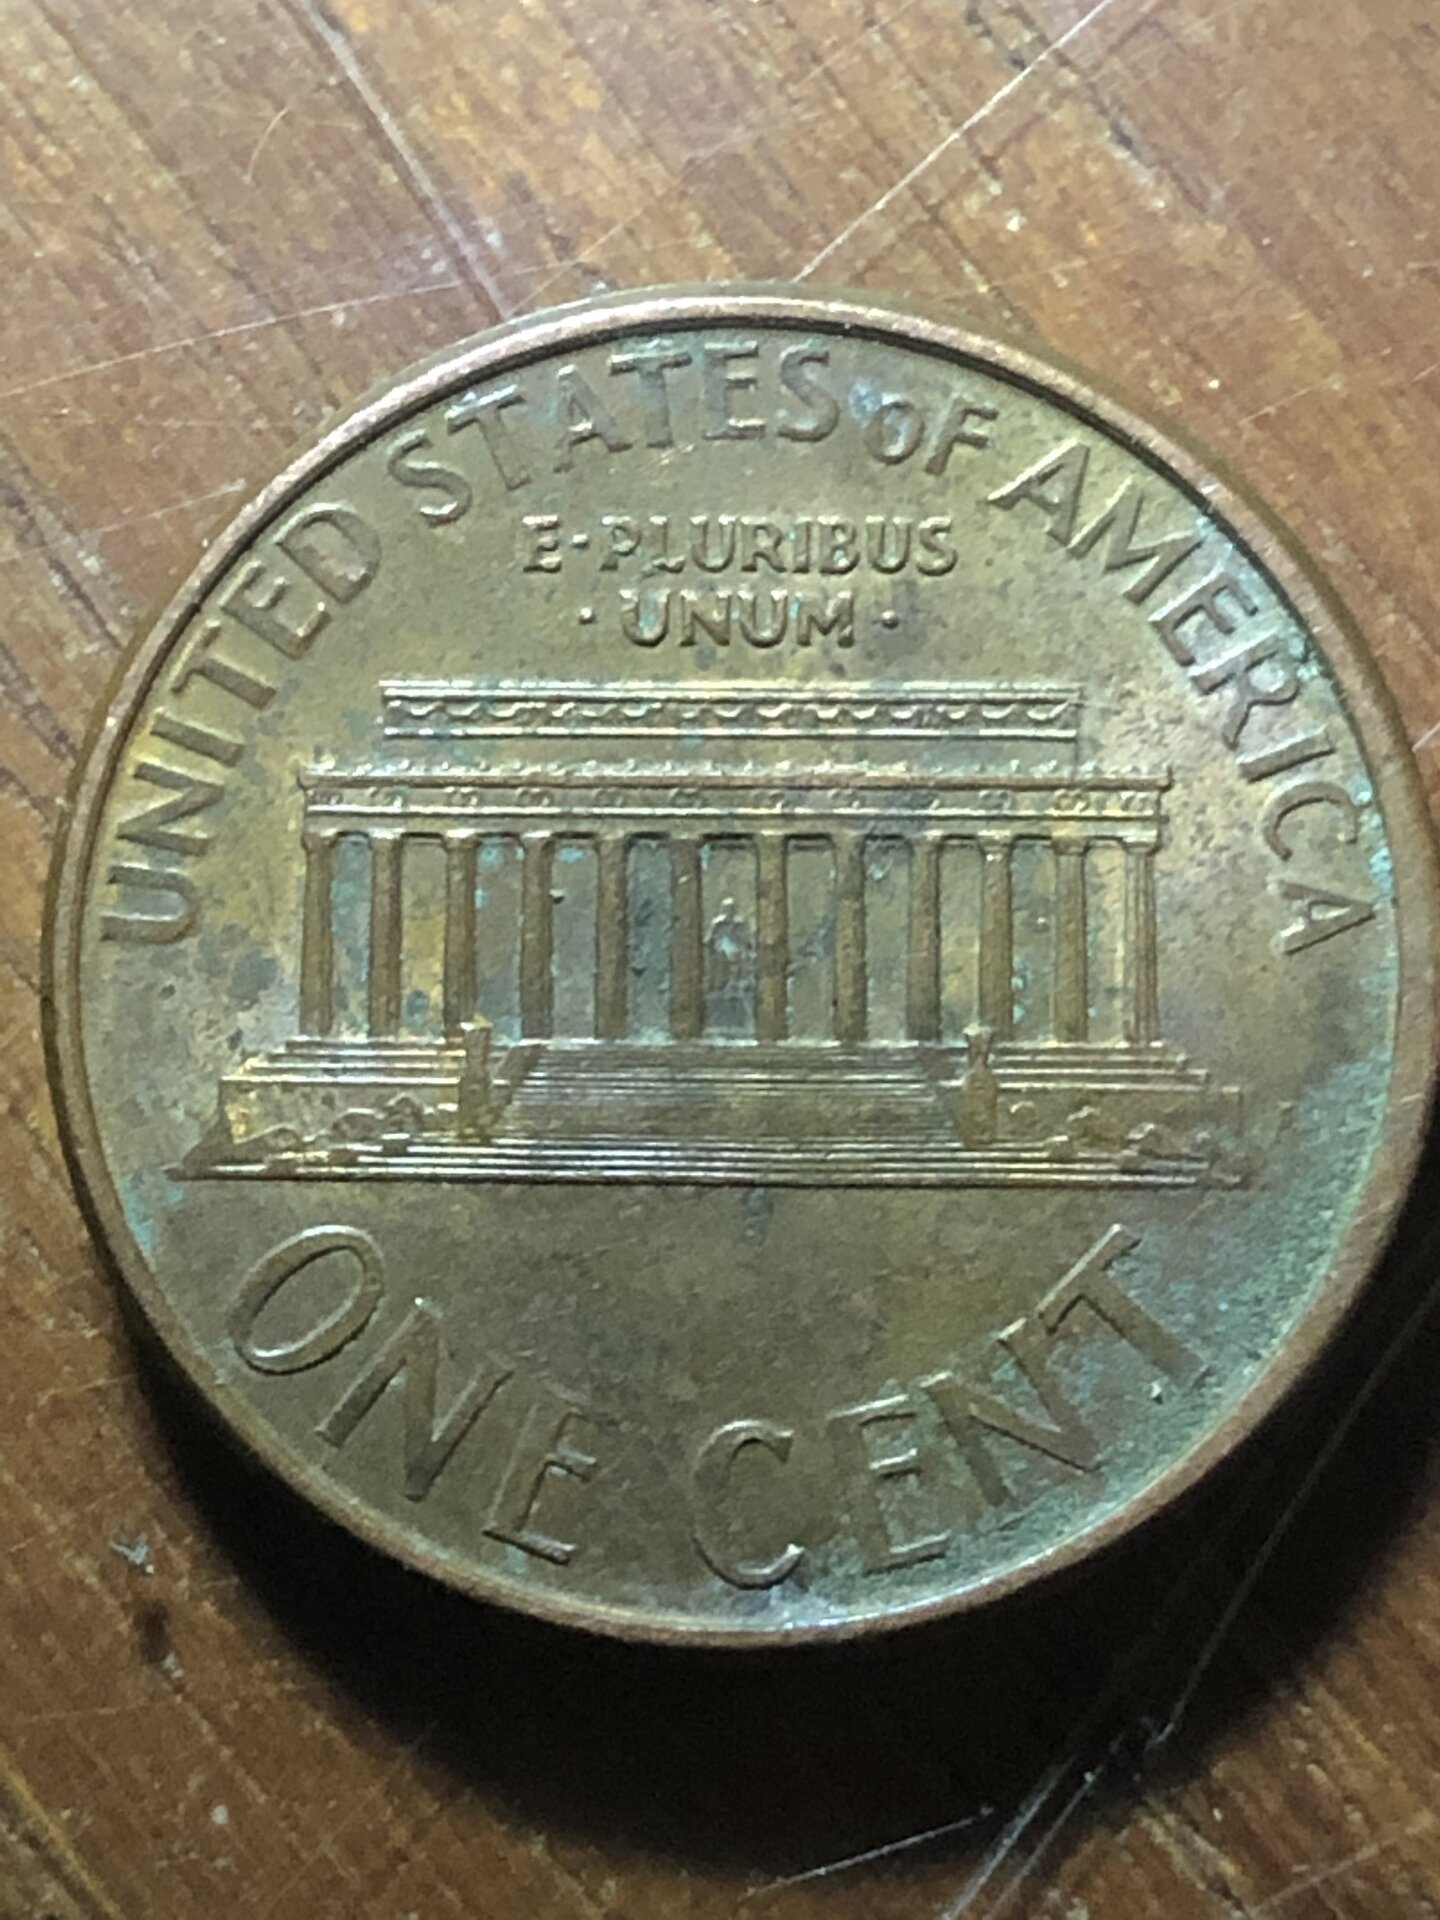 UNITED STATES OF AMERICA
E·PLURIBUS
·UNUM·
ONE CENT